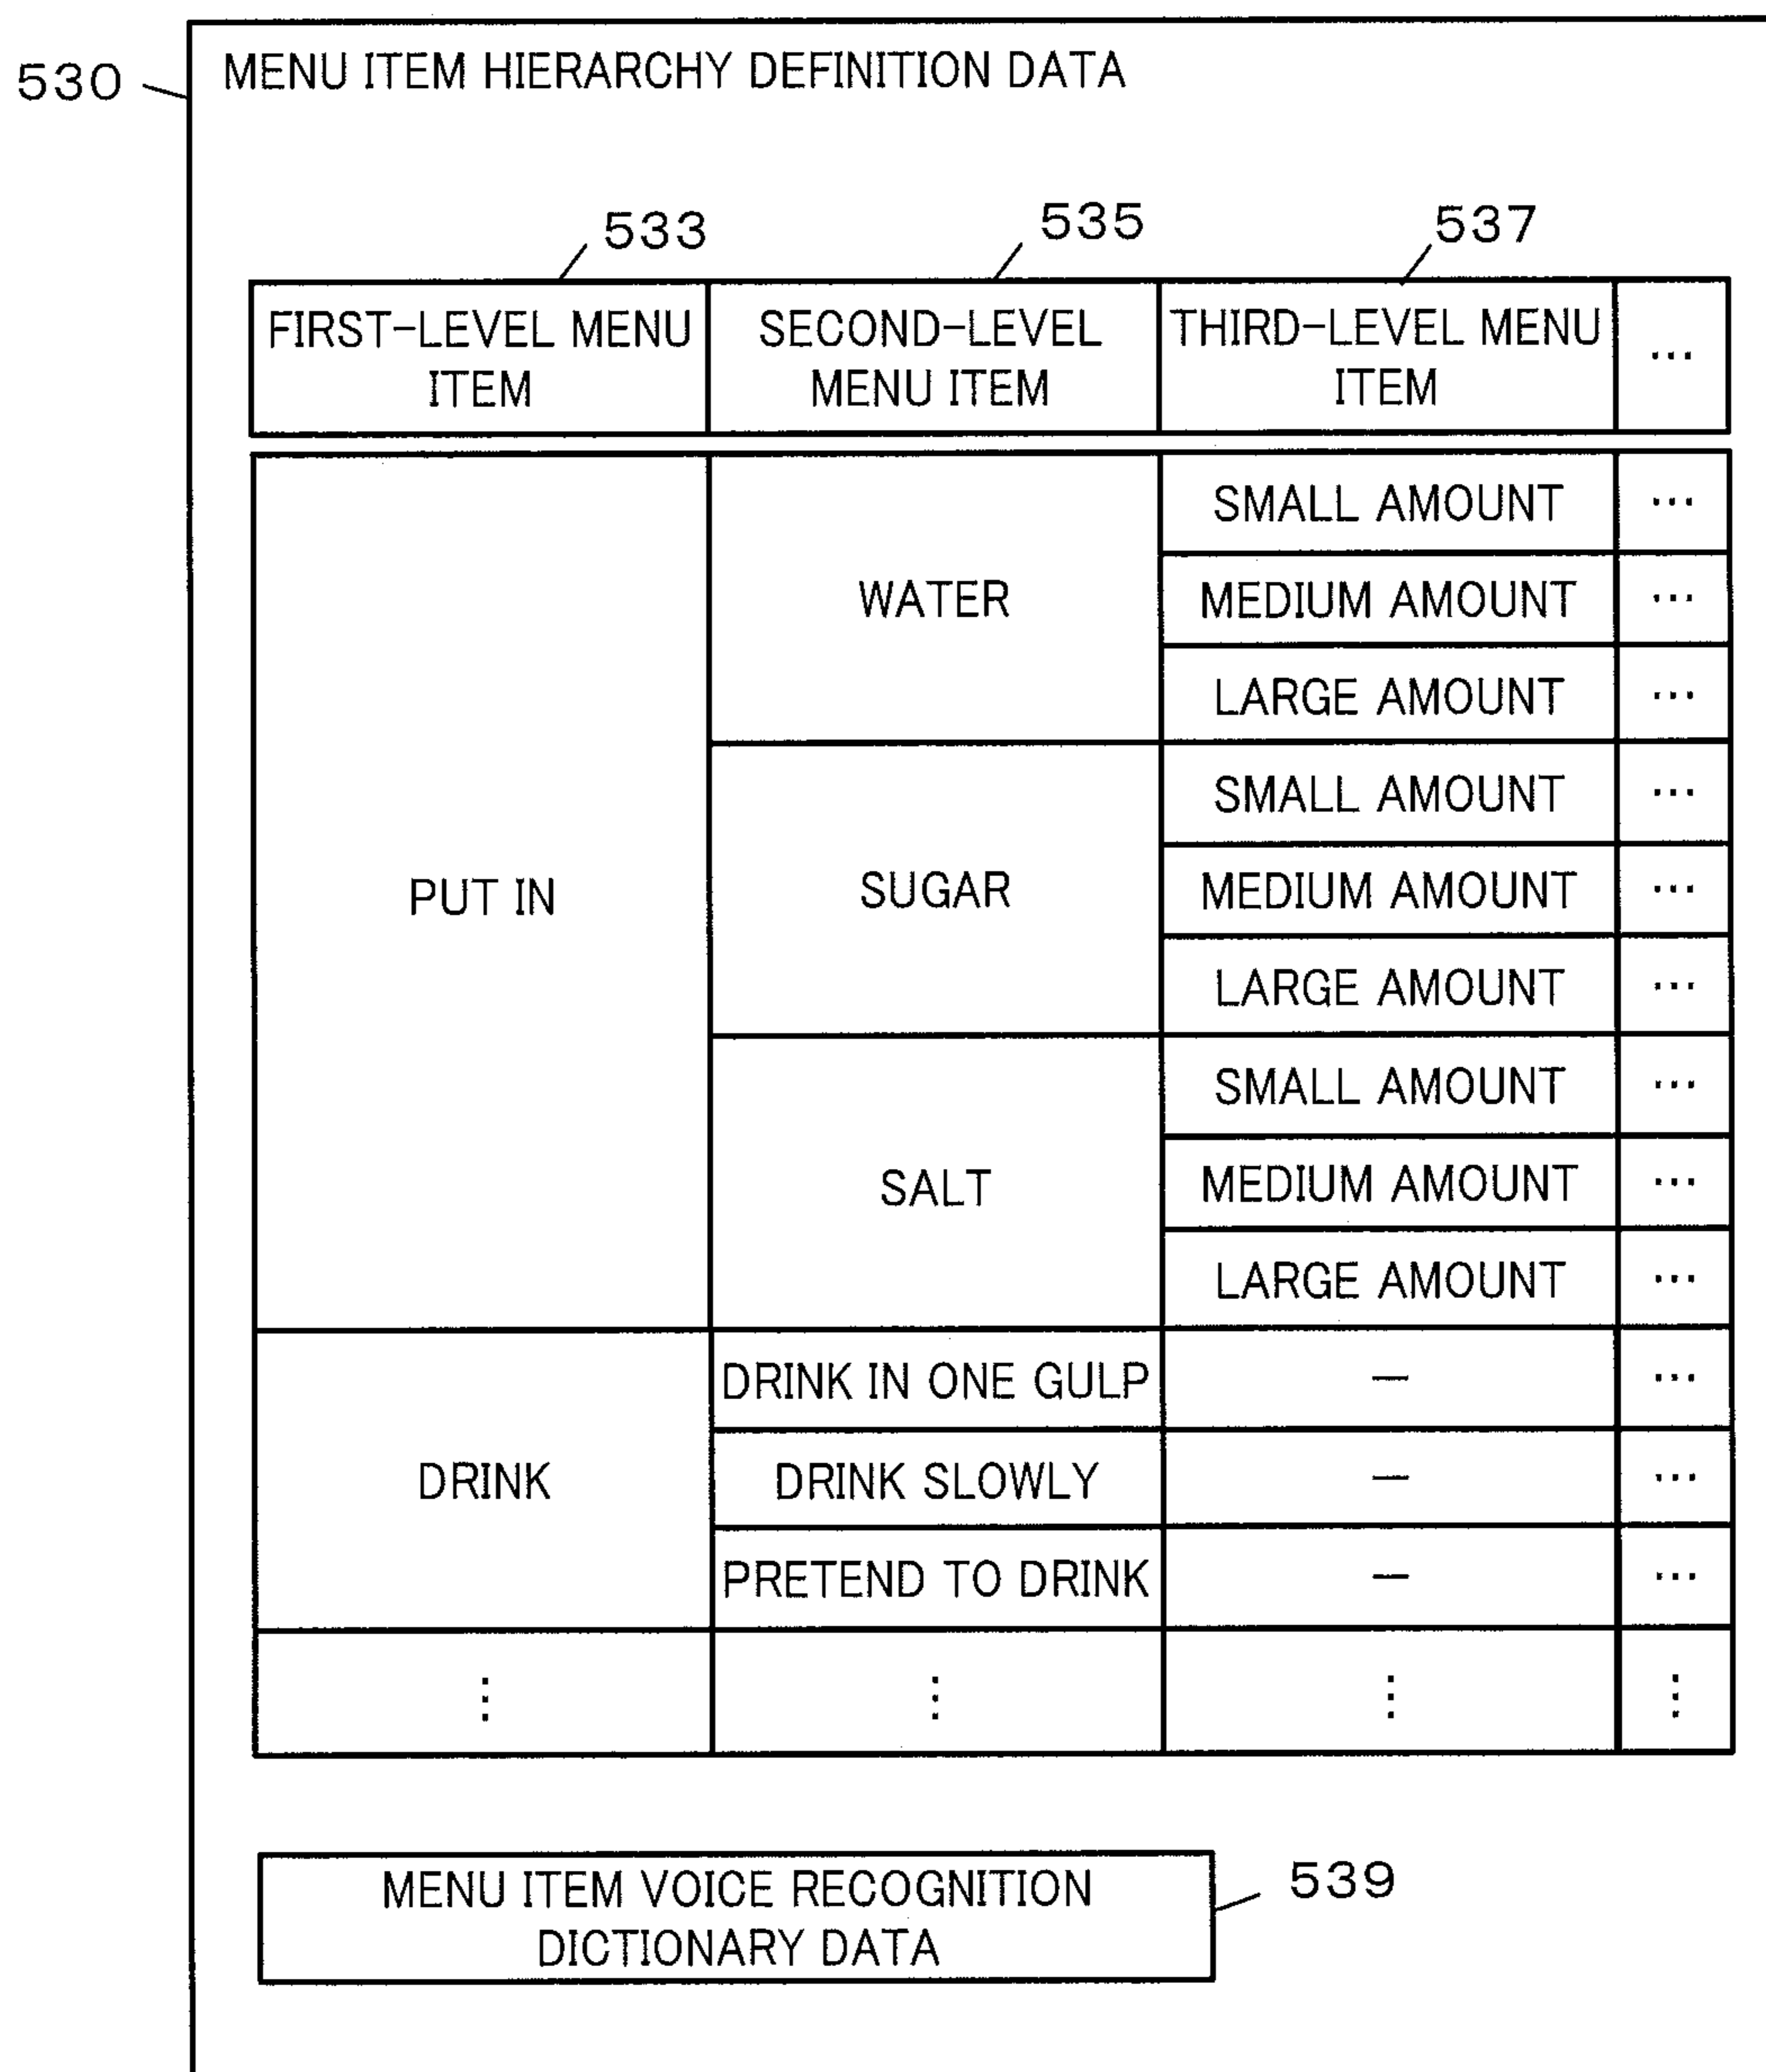 530
MENU ITEM HIERARCHY DEFINITION DATA
533
535
537
FIRST-LEVEL MENU
ITEM
SECOND-LEVEL
MENU ITEM
THIRD-LEVEL MENU
ITEM
...
PUT IN
WATER
SMALL AMOUNT
...
MEDIUM AMOUNT
...
LARGE AMOUNT
...
SUGAR
SMALL AMOUNT
...
MEDIUM AMOUNT
...
LARGE AMOUNT
...
SALT
SMALL AMOUNT
...
MEDIUM AMOUNT
...
LARGE AMOUNT
...
DRINK
DRINK IN ONE GULP
—
...
DRINK SLOWLY
—
...
PRETEND TO DRINK
—
...
⋮
⋮
⋮
⋮
MENU ITEM VOICE RECOGNITION
DICTIONARY DATA
539